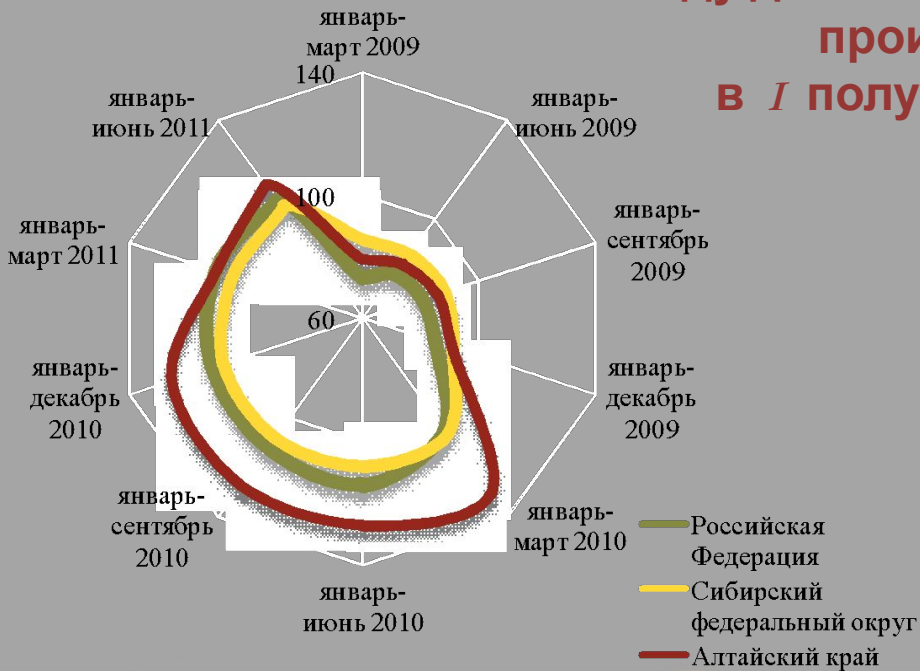 прои
в I полу
январь-
март 2009
140
январь-
июнь 2009
январь-
сентябрь
2009
январь-
декабрь
2009
январь-
март 2010
январь-
июнь 2010
январь-
сентябрь
2010
январь-
декабрь
2010
январь-
март 2011
январь-
июнь 2011
100
60
Российская
Федерация
Сибирский
федеральный округ
Алтайский край